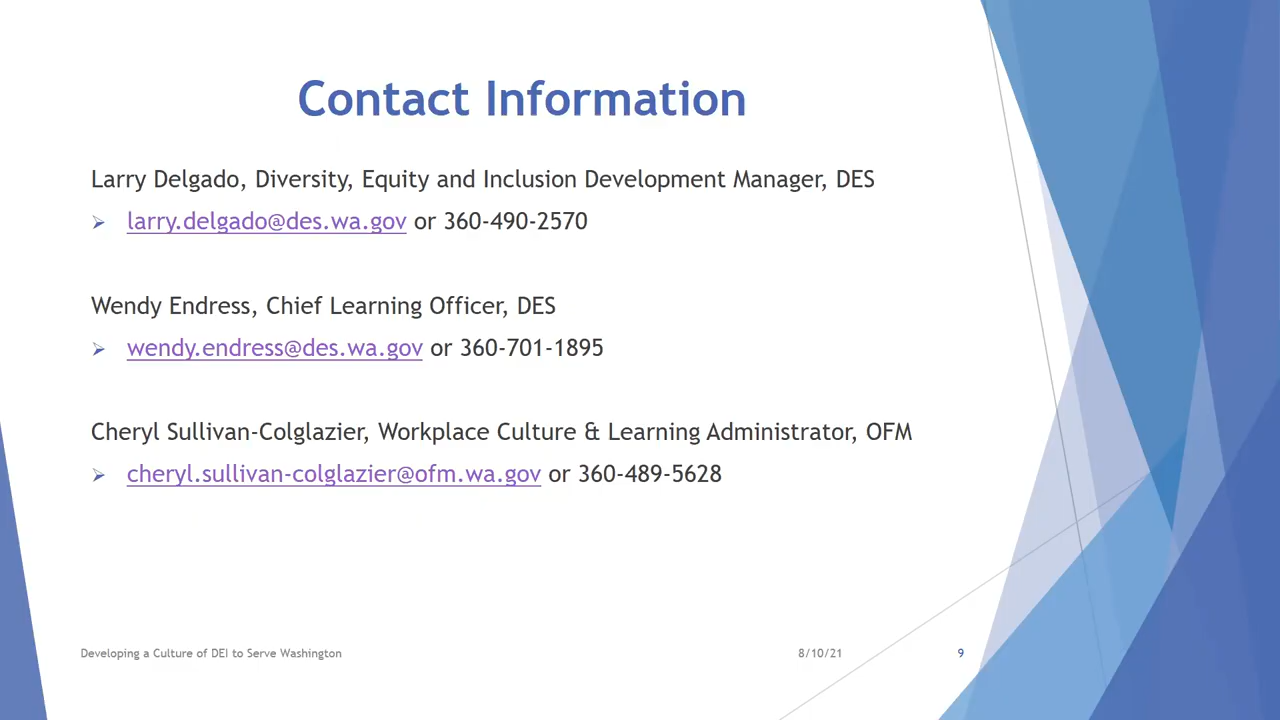 Contact Information
Larry Delgado, Diversity, Equity and Inclusion Development Manager, DES
larry.delgado@des.wa.gov or 360-490-2570
Wendy Endress, Chief Learning Officer, DES
wendy.endress@des.wa.gov or 360-701-1895
Cheryl Sullivan-Colglazier, Workplace Culture & Learning Administrator, OFM
cheryl.sullivan-colglazier@ofm.wa.gov or 360-489-5628
Developing a Culture of DEI to Serve Washington 8/10/21 9